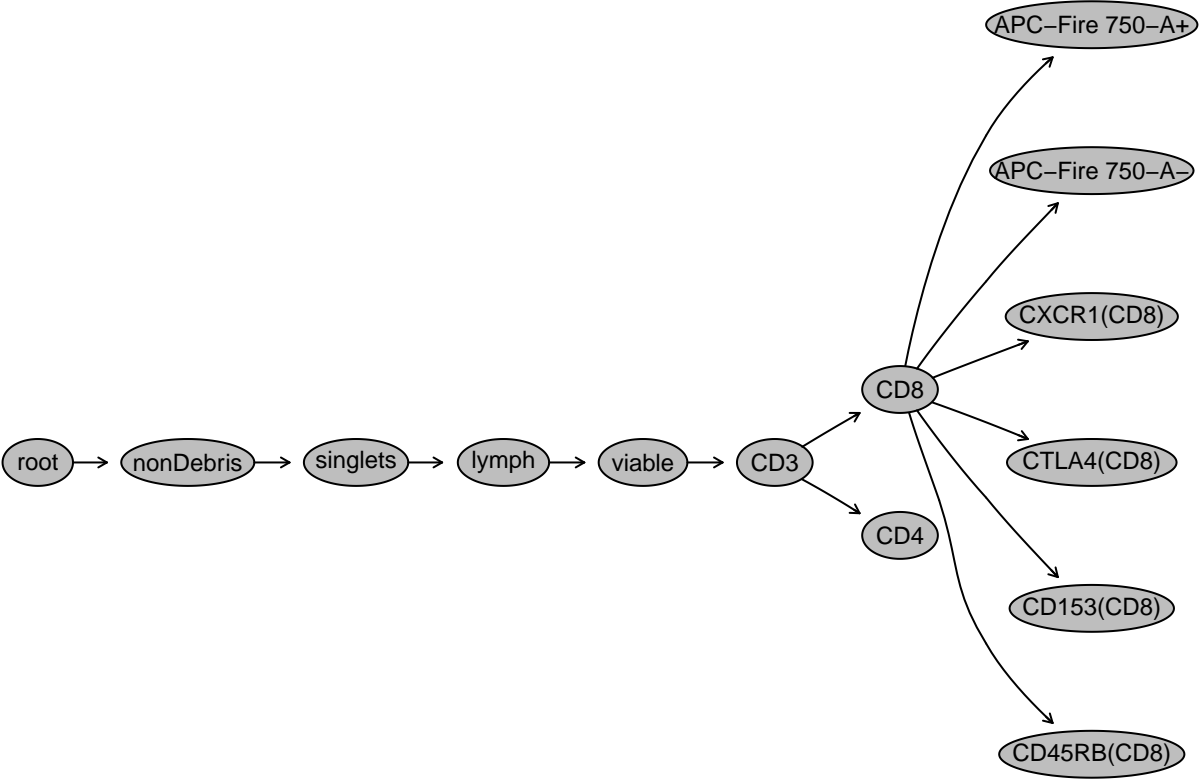 APC−Fire 750−A+
APC−Fire 750−A−
CXCR1(CD8)
CD8
root
nonDebris
singlets
lymph
viable
CD3
CTLA4(CD8)
CD4
CD153(CD8)
CD45RB(CD8)